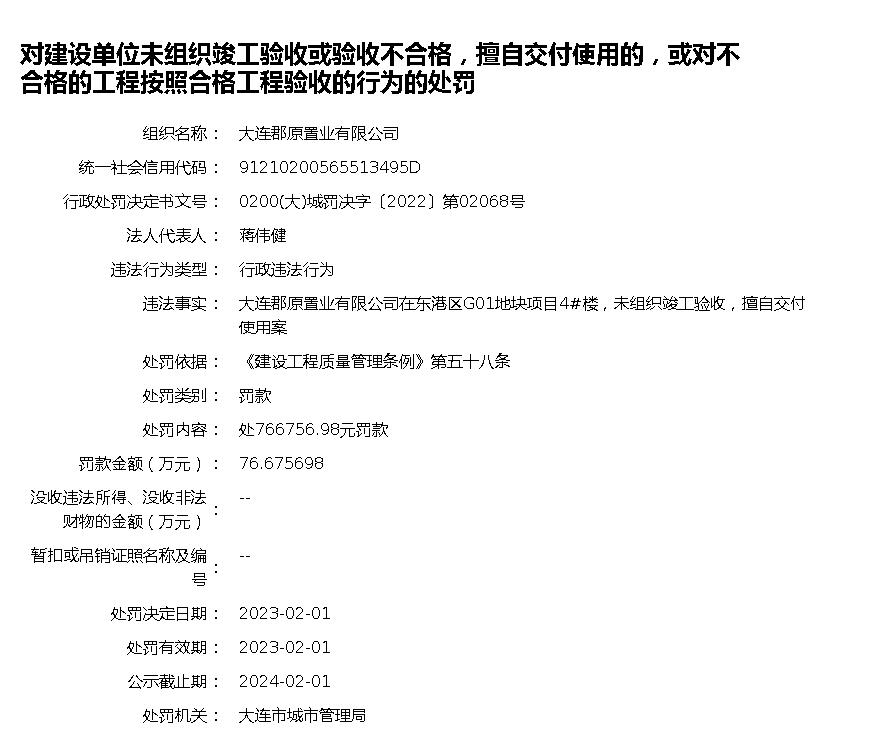 对建设单位未组织竣工验收或验收不合格，擅自交付使用的，或对不
合格的工程按照合格工程验收的行为的处罚
组织名称： 大连郡原置业有限公司
统一社会信用代码： 91210200565513495D
行政处罚决定书文号： 0200(大)城罚决字〔2022〕第02068号
法人代表人： 蒋伟健
违法行为类型： 行政违法行为
违法事实： 大连郡原置业有限公司在东港区G01地块项目4#楼，未组织竣工验收，擅自交付
使用案
处罚依据： 《建设工程质量管理条例》第五十八条
处罚类别： 罚款
处罚内容： 处766756.98元罚款
罚款金额（万元）： 76.675698
没收违法所得、没收非法
财物的金额（万元）： --
暂扣或吊销证照名称及编
号： --
处罚决定日期： 2023-02-01
处罚有效期： 2023-02-01
公示截止期： 2024-02-01
处罚机关： 大连市城市管理局